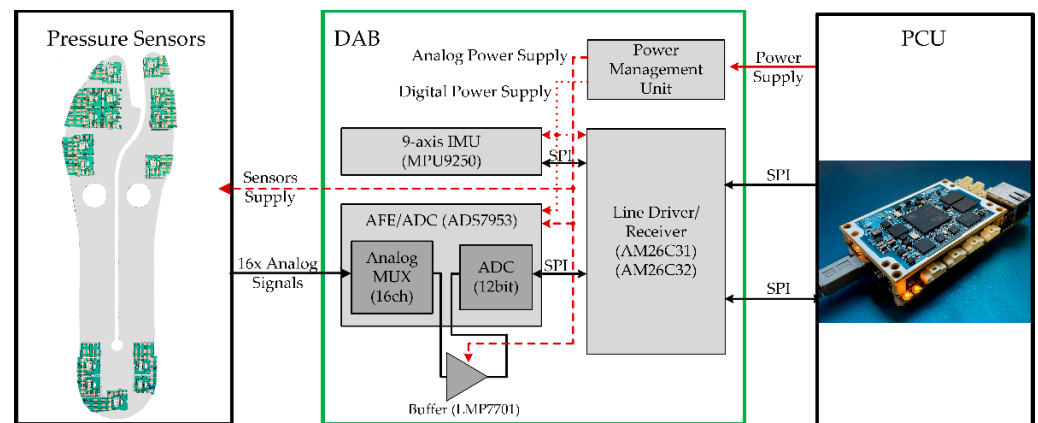 Pressure Sensors
DAB
PCU
Analog Power Supply
Power
Management
Unit
Power
Supply
Digital Power Supply
9-axis IMU
(MPU9250)
SPI
Sensors
Supply
SPI
AFE/ADC (ADS7953)
Line Driver/
Receiver
(AM26C31)
(AM26C32)
16x Analog
Signals
Analog
MUX
(16ch)
ADC
(12bit)
SPI
SPI
Buffer (LMP7701)